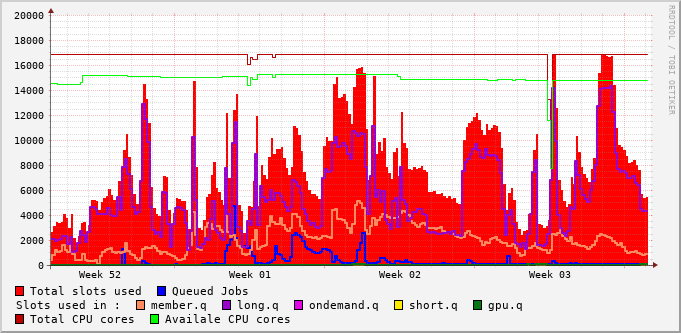 20000
18000
16000
14000
12000
10000
8000
6000
4000
2000
0
Week 52 Week 01 Week 02 Week 03
Total slots used Queued Jobs
Slots used in : member.q long.q ondemand.q short.q gpu.q
Total CPU cores Availale CPU cores
RRDTOOL / TOBI OETIKER